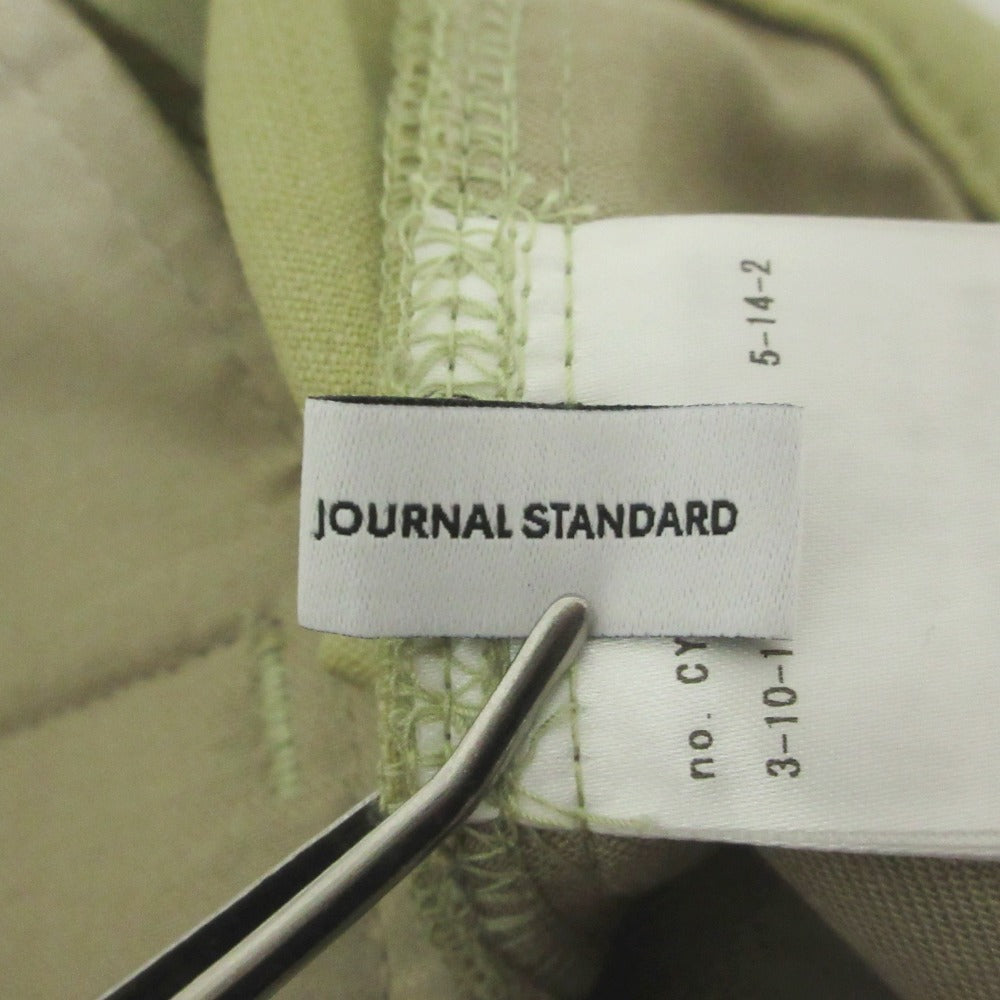 JOURNAL STANDARD
5-14-2
no. CY
3-10-1